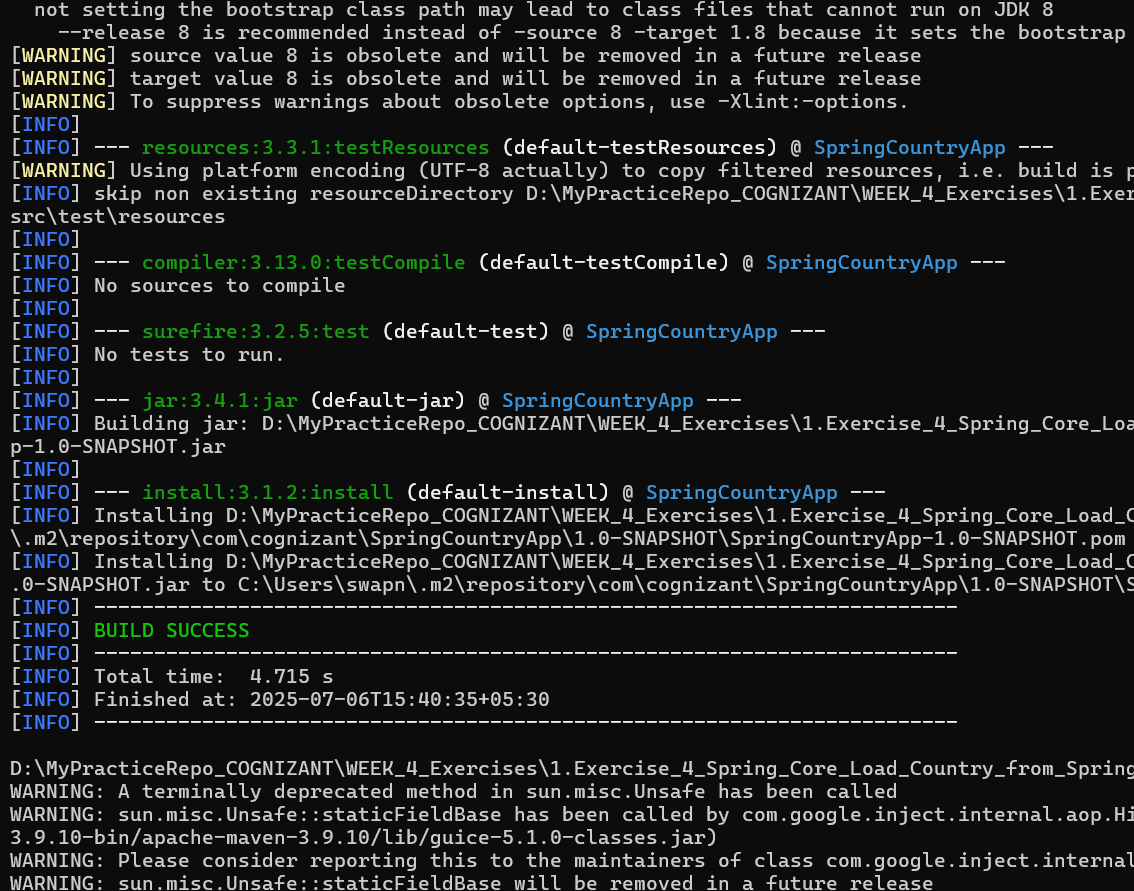 not setting the bootstrap class path may lead to class files that cannot run on JDK 8
--release 8 is recommended instead of -source 8 -target 1.8 because it sets the bootstrap
[WARNING] source value 8 is obsolete and will be removed in a future release
[WARNING] target value 8 is obsolete and will be removed in a future release
[WARNING] To suppress warnings about obsolete options, use -Xlint:-options.
[INFO]
[INFO] --- resources:3.3.1:testResources (default-testResources) @ SpringCountryApp ---
[WARNING] Using platform encoding (UTF-8 actually) to copy filtered resources, i.e. build is p
[INFO] skip non existing resourceDirectory D:\MyPracticeRepo_COGNIZANT\WEEK_4_Exercises\1.Exer
src\test\resources
[INFO]
[INFO] --- compiler:3.13.0:testCompile (default-testCompile) @ SpringCountryApp ---
[INFO] No sources to compile
[INFO]
[INFO] --- surefire:3.2.5:test (default-test) @ SpringCountryApp ---
[INFO] No tests to run.
[INFO]
[INFO] --- jar:3.4.1:jar (default-jar) @ SpringCountryApp ---
[INFO] Building jar: D:\MyPracticeRepo_COGNIZANT\WEEK_4_Exercises\1.Exercise_4_Spring_Core_Loa
p-1.0-SNAPSHOT.jar
[INFO]
[INFO] --- install:3.1.2:install (default-install) @ SpringCountryApp ---
[INFO] Installing D:\MyPracticeRepo_COGNIZANT\WEEK_4_Exercises\1.Exercise_4_Spring_Core_Load_C
\.m2\repository\com\cognizant\SpringCountryApp\1.0-SNAPSHOT\SpringCountryApp-1.0-SNAPSHOT.pom
[INFO] Installing D:\MyPracticeRepo_COGNIZANT\WEEK_4_Exercises\1.Exercise_4_Spring_Core_Load_C
.0-SNAPSHOT.jar to C:\Users\swapn\.m2\repository\com\cognizant\SpringCountryApp\1.0-SNAPSHOT\S
[INFO] ------------------------------------------------------------------------
[INFO] BUILD SUCCESS
[INFO] ------------------------------------------------------------------------
[INFO] Total time:  4.715 s
[INFO] Finished at: 2025-07-06T15:40:35+05:30
[INFO] ------------------------------------------------------------------------
D:\MyPracticeRepo_COGNIZANT\WEEK_4_Exercises\1.Exercise_4_Spring_Core_Load_Country_from_Spring
WARNING: A terminally deprecated method in sun.misc.Unsafe has been called
WARNING: sun.misc.Unsafe::staticFieldBase has been called by com.google.inject.internal.aop.Hi
3.9.10-bin/apache-maven-3.9.10/lib/guice-5.1.0-classes.jar)
WARNING: Please consider reporting this to the maintainers of class com.google.inject.internal
WARNING: sun.misc.Unsafe::staticFieldBase will be removed in a future release